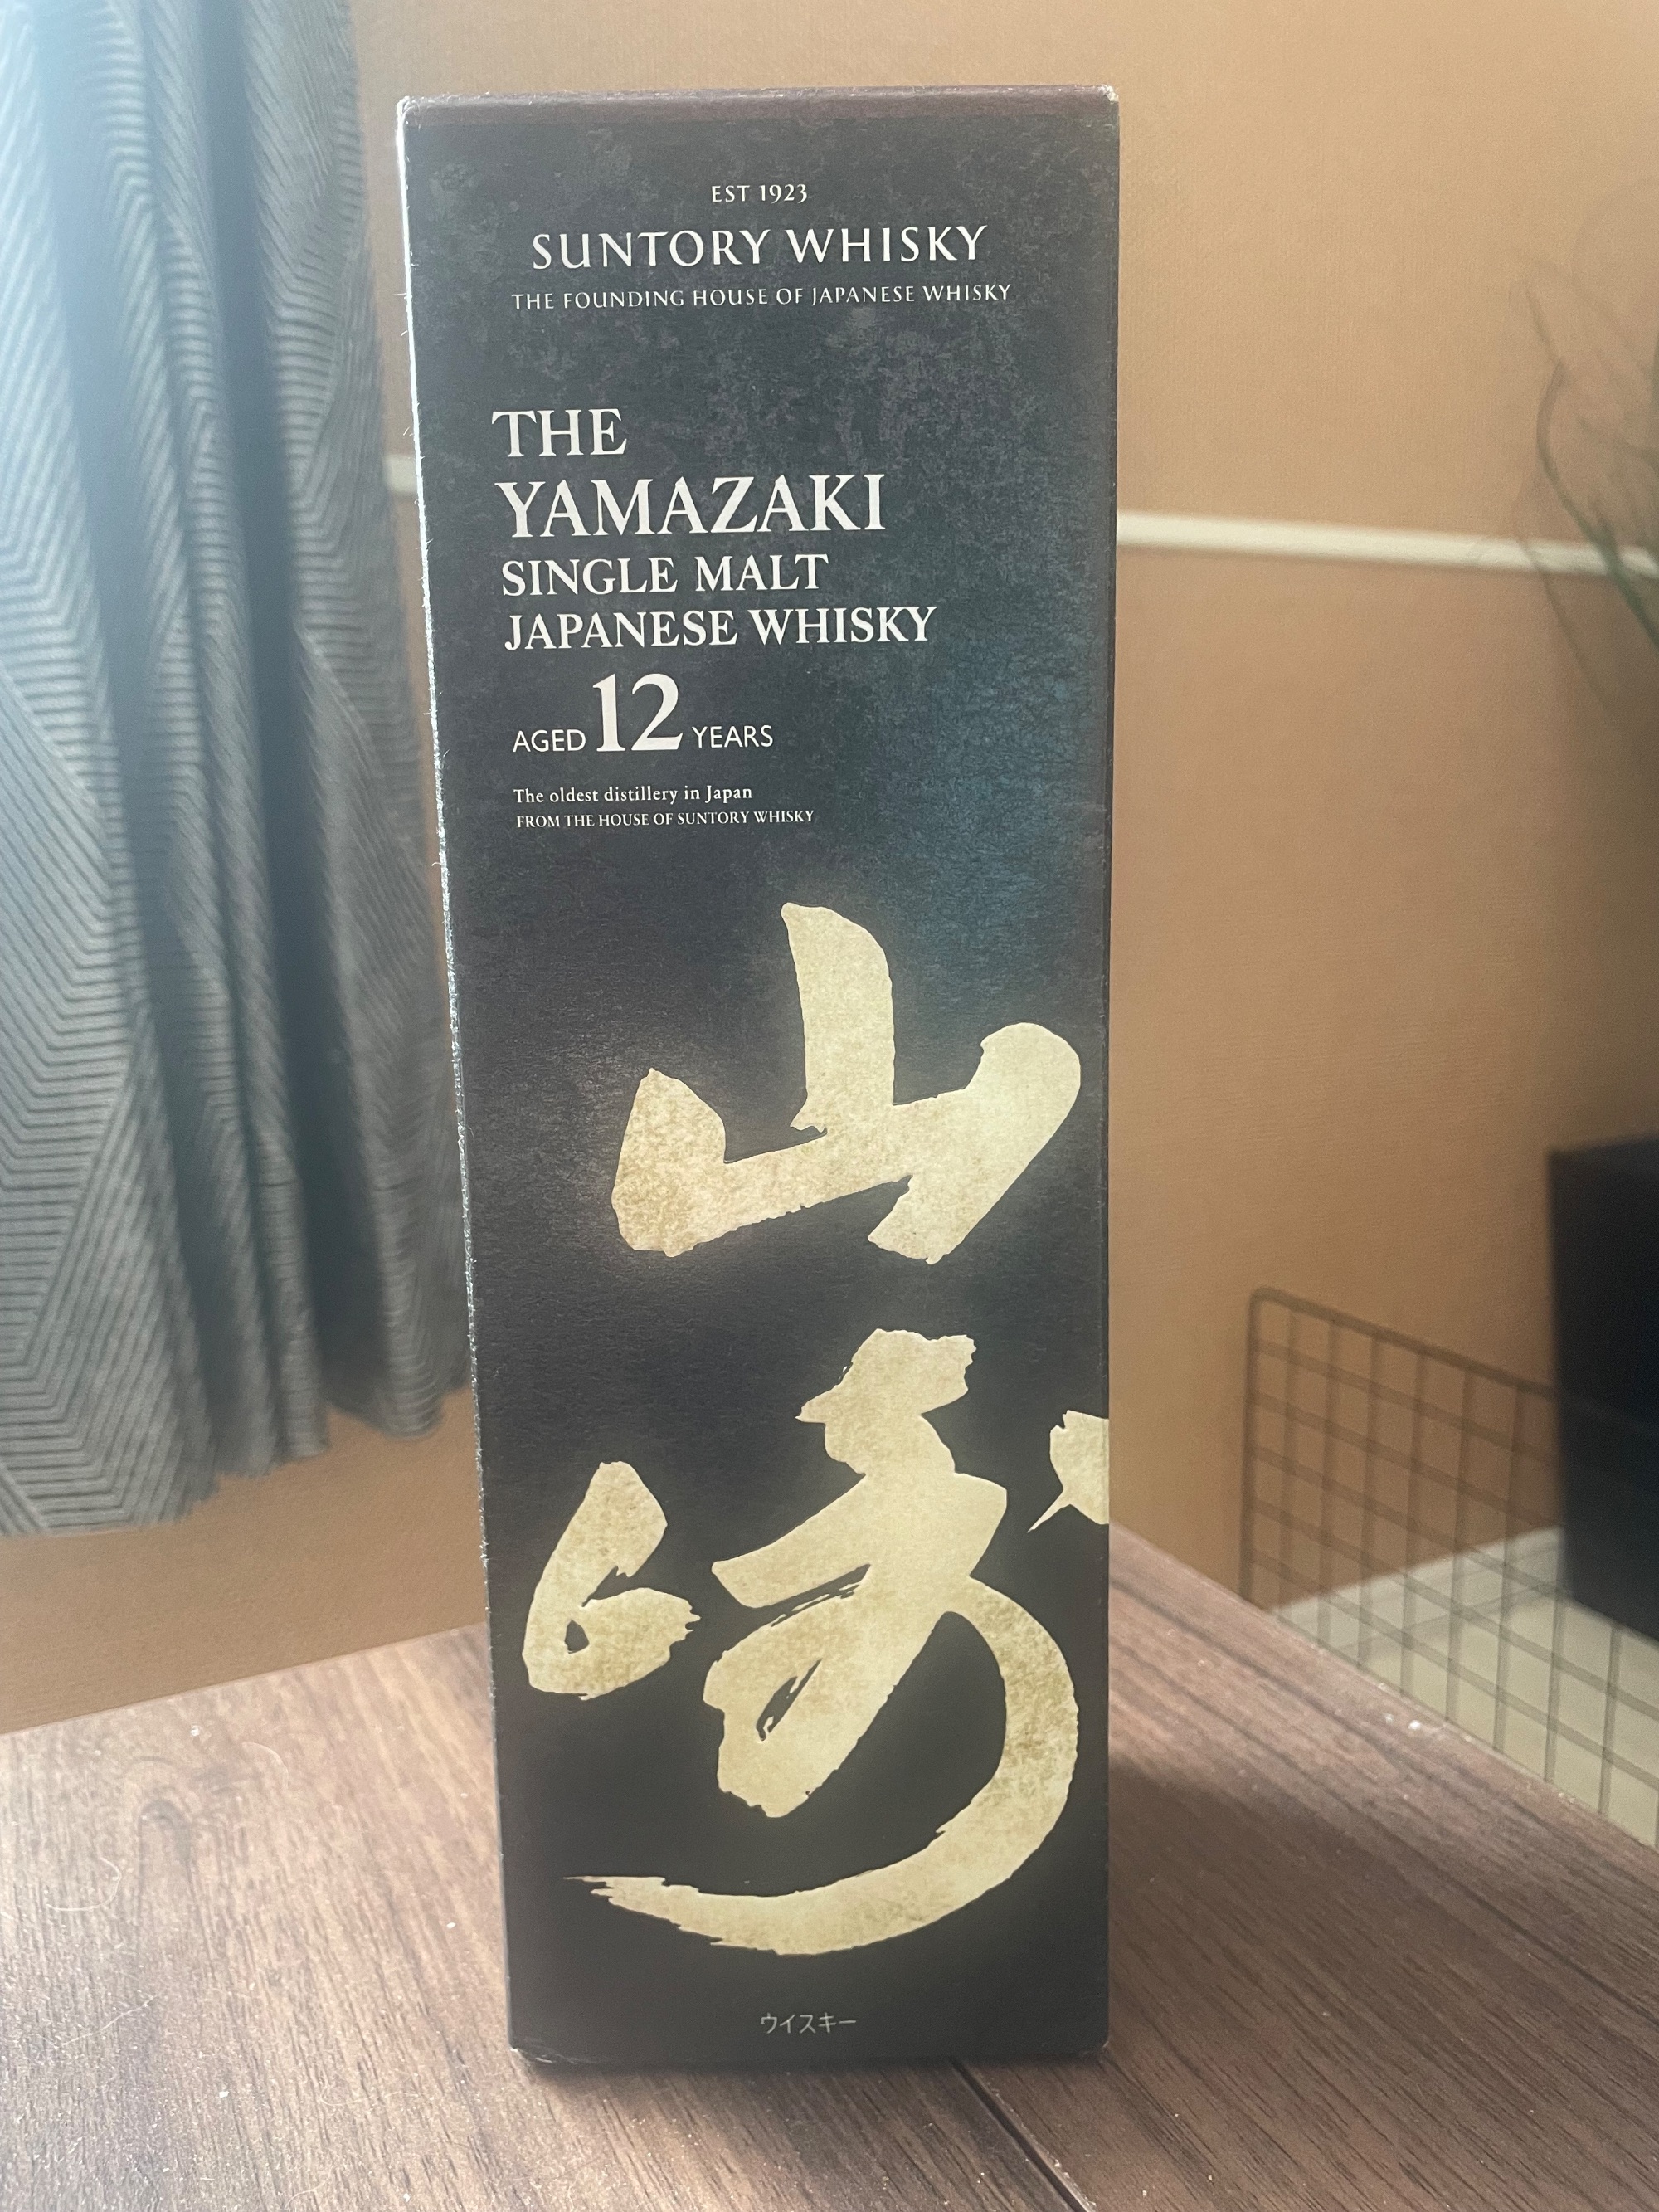 EST 1923
SUNTORY WHISKY
THE FOUNDING HOUSE OF JAPANESE WHISKY
THE
YAMAZAKI
SINGLE MALT
JAPANESE WHISKY
AGED 12 YEARS
The oldest distillery in Japan
FROM THE HOUSE OF SUNTORY WHISKY
山
崎
ウイスキー